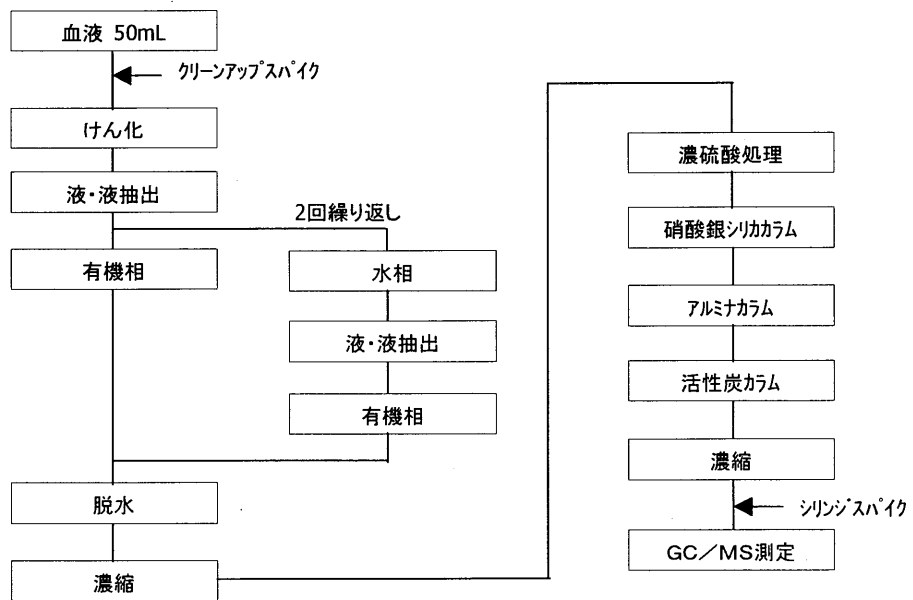 血液 50mL
クリーンアップスパイク
けん化
液・液抽出
2回繰り返し
有機相
水相
液・液抽出
有機相
脱水
濃縮
濃硫酸処理
硝酸銀シリカカラム
アルミナカラム
活性炭カラム
濃縮
シリンジスパイク
GC/MS測定